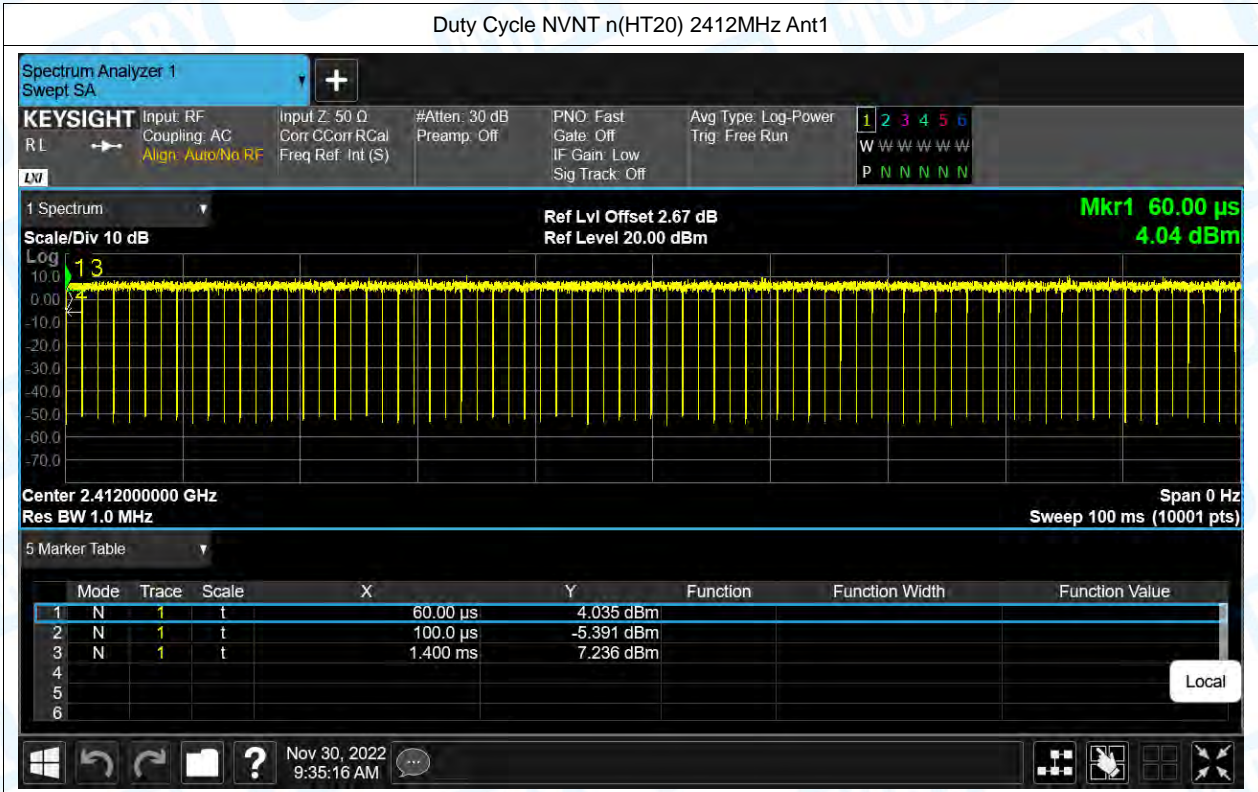 Duty Cycle NVNT n(HT20) 2412MHz Ant1
Spectrum Analyzer 1
Swept SA
+
KEYSIGHT
R L
LXI
Input: RF
Coupling: AC
Align: Auto/No RF
Input Z: 50 Ω
Corr CCorr RCal
Freq Ref: Int (S)
#Atten: 30 dB
Preamp: Off
PNO: Fast
Gate: Off
IF Gain: Low
Sig Track: Off
Avg Type: Log-Power
Trig: Free Run
1 2 3 4 5 6
W W W W W W
P N N N N N
1 Spectrum
Scale/Div 10 dB
Ref Lvl Offset 2.67 dB
Ref Level 20.00 dBm
Mkr1 60.00 µs
4.04 dBm
Log
10.0
0.00
-10.0
-20.0
-30.0
-40.0
-50.0
-60.0
-70.0
1 3
2
Center 2.412000000 GHz
Res BW 1.0 MHz
Span 0 Hz
Sweep 100 ms (10001 pts)
5 Marker Table
Mode Trace Scale X Y Function Function Width Function Value
1 N 1 t 60.00 µs 4.035 dBm
2 N 1 t 100.0 µs -5.391 dBm
3 N 1 t 1.400 ms 7.236 dBm
4
5
6
Local
?
Nov 30, 2022
9:35:16 AM